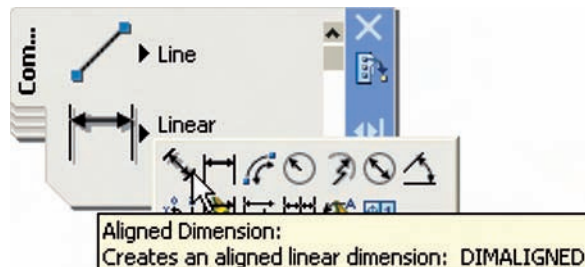 Com...
Line
Linear
Aligned Dimension:
Creates an aligned linear dimension: DIMALIGNED